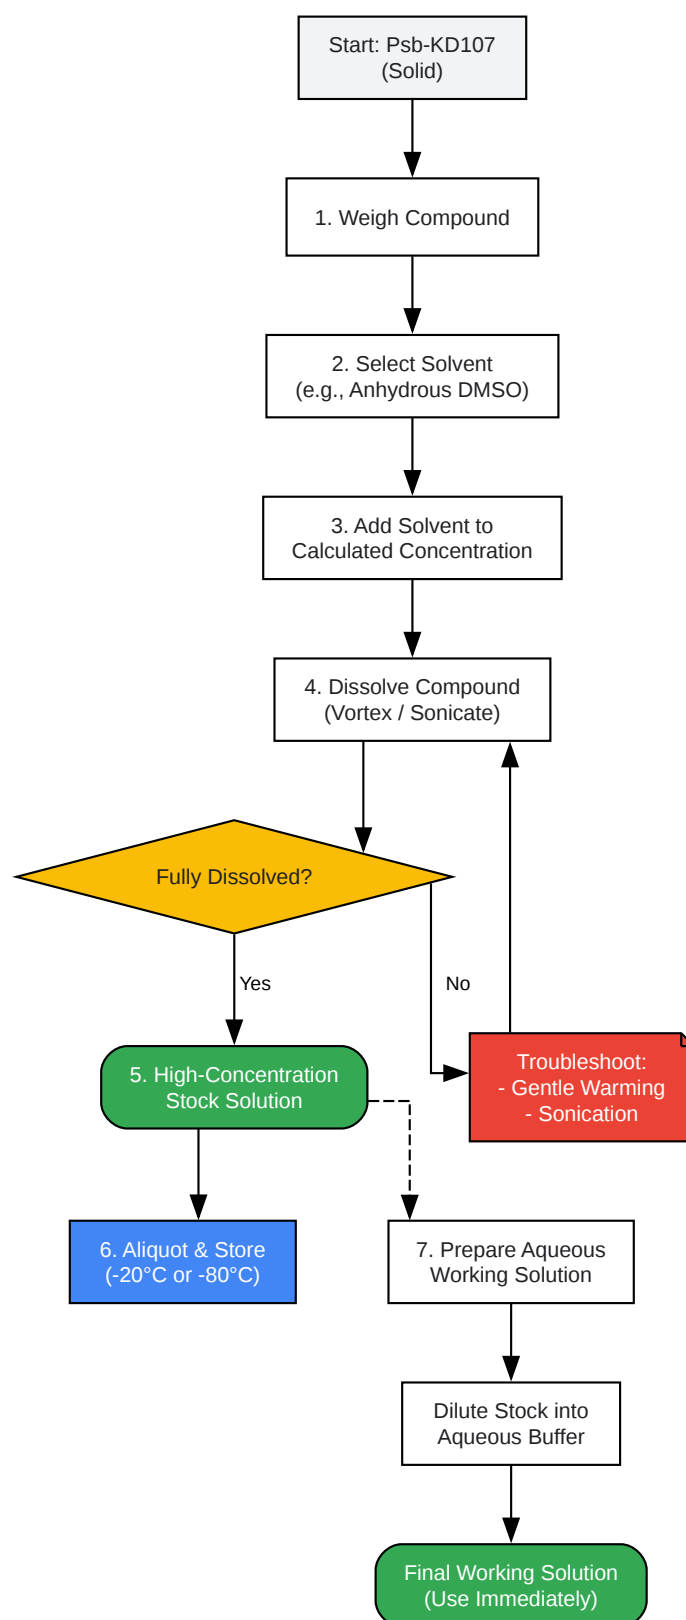 Start: Psb-KD107
(Solid)
1. Weigh Compound
2. Select Solvent
(e.g., Anhydrous DMSO)
3. Add Solvent to
Calculated Concentration
4. Dissolve Compound
(Vortex / Sonicate)
Fully Dissolved?
Yes
No
5. High-Concentration
Stock Solution
Troubleshoot:
- Gentle Warming
- Sonication
6. Aliquot & Store
(-20°C or -80°C)
7. Prepare Aqueous
Working Solution
Dilute Stock into
Aqueous Buffer
Final Working Solution
(Use Immediately)